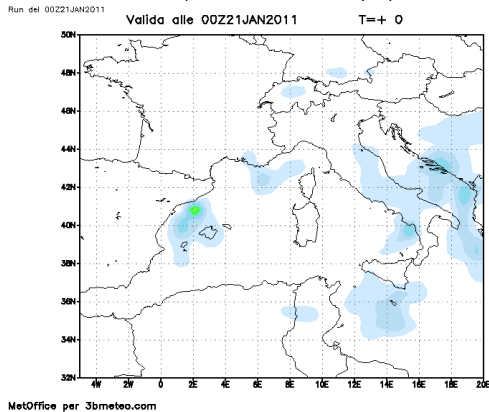 Run del 00Z21JAN2011
Valida alle 00Z21JAN2011 T=+ 0
50N
48N
46N
44N
42N
40N
38N
36N
34N
32N
4W 2W 0 2E 4E 6E 8E 10E 12E 14E 16E 18E 20E
MetOffice per 3bmeteo.com